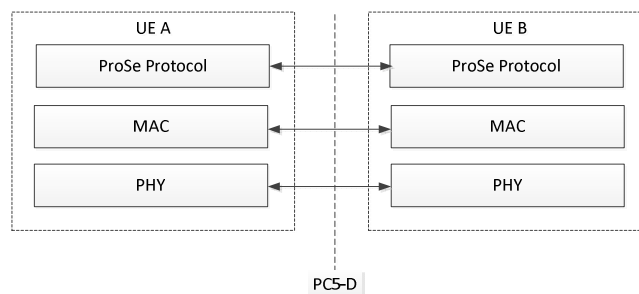 UE A
UE B
ProSe Protocol
ProSe Protocol
MAC
MAC
PHY
PHY
PC5-D